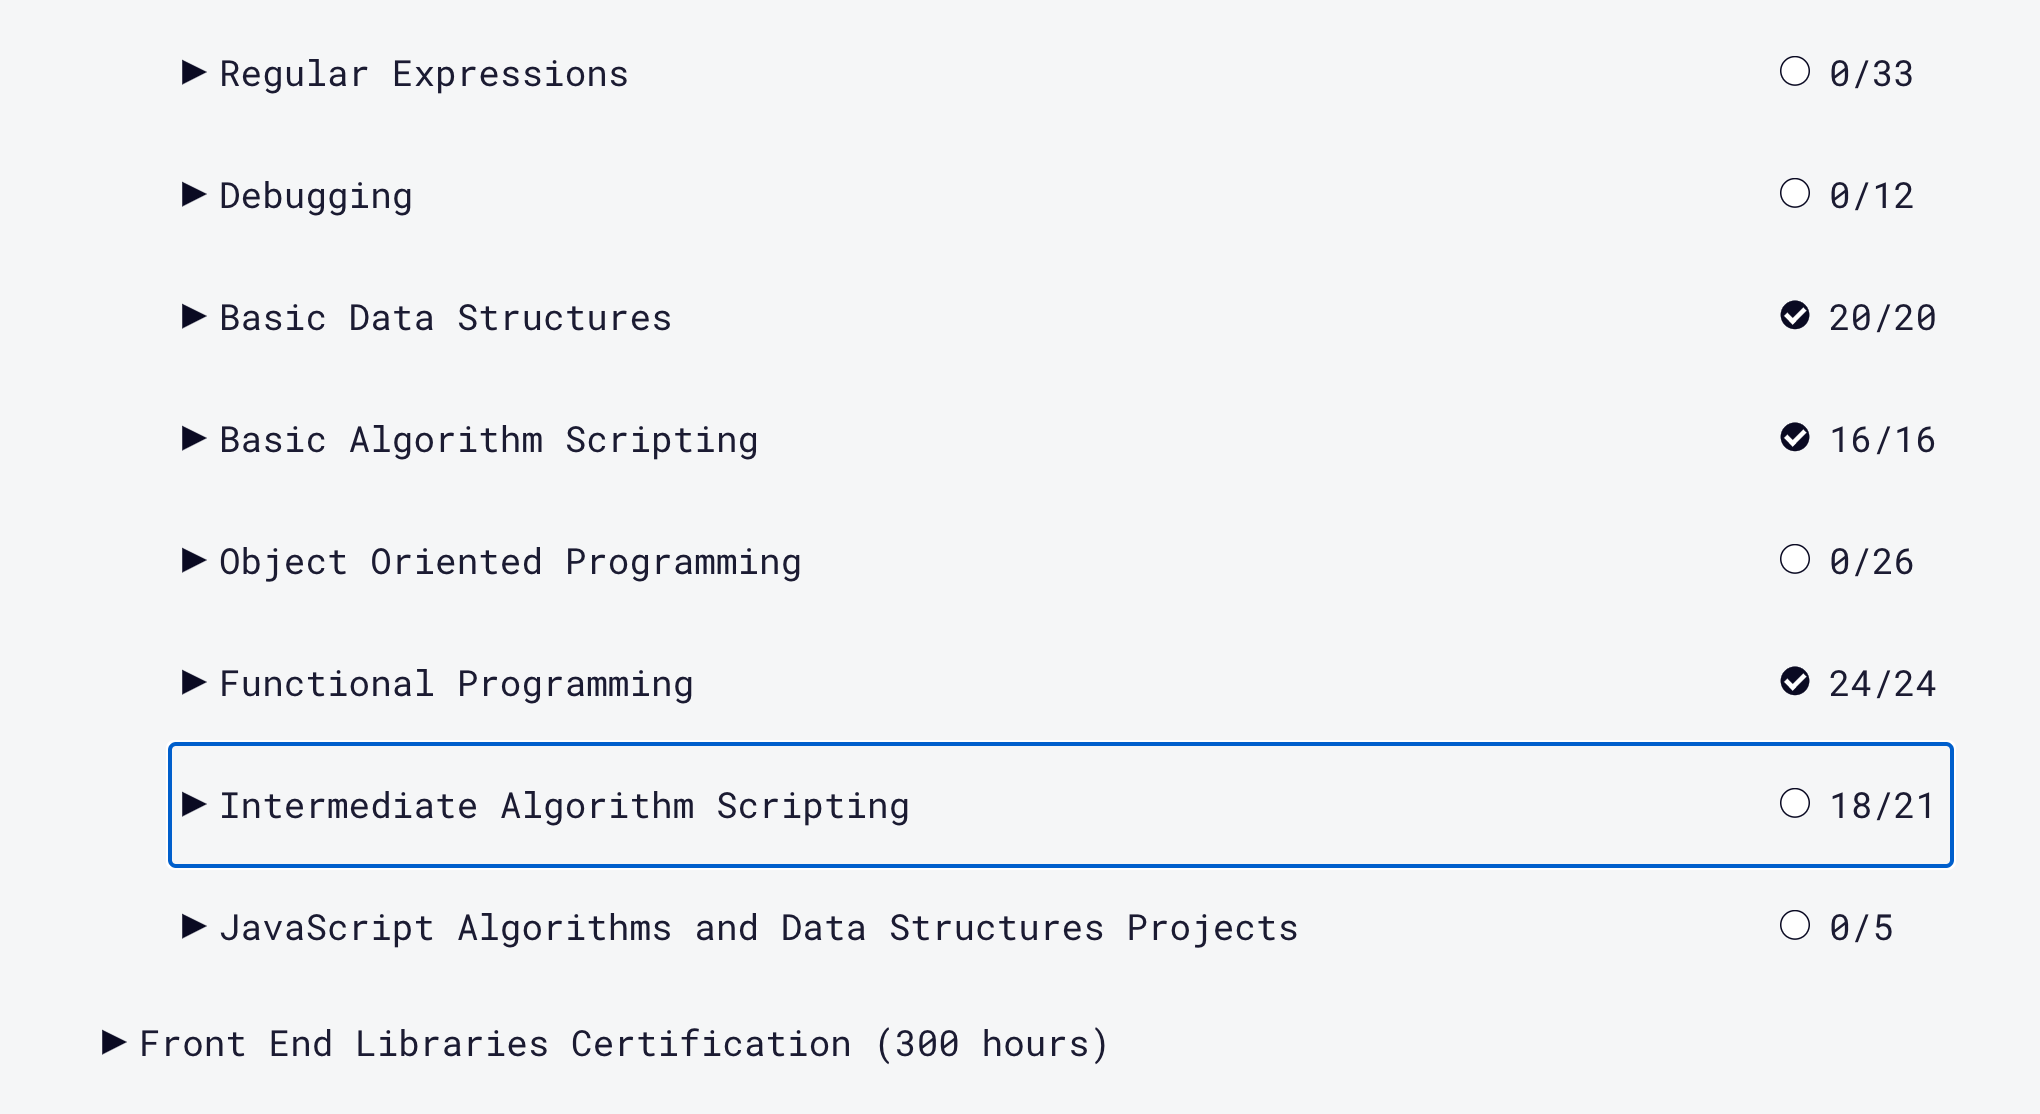 Regular Expressions 0/33
Debugging 0/12
Basic Data Structures 20/20
Basic Algorithm Scripting 16/16
Object Oriented Programming 0/26
Functional Programming 24/24
Intermediate Algorithm Scripting 18/21
JavaScript Algorithms and Data Structures Projects 0/5
Front End Libraries Certification (300 hours)